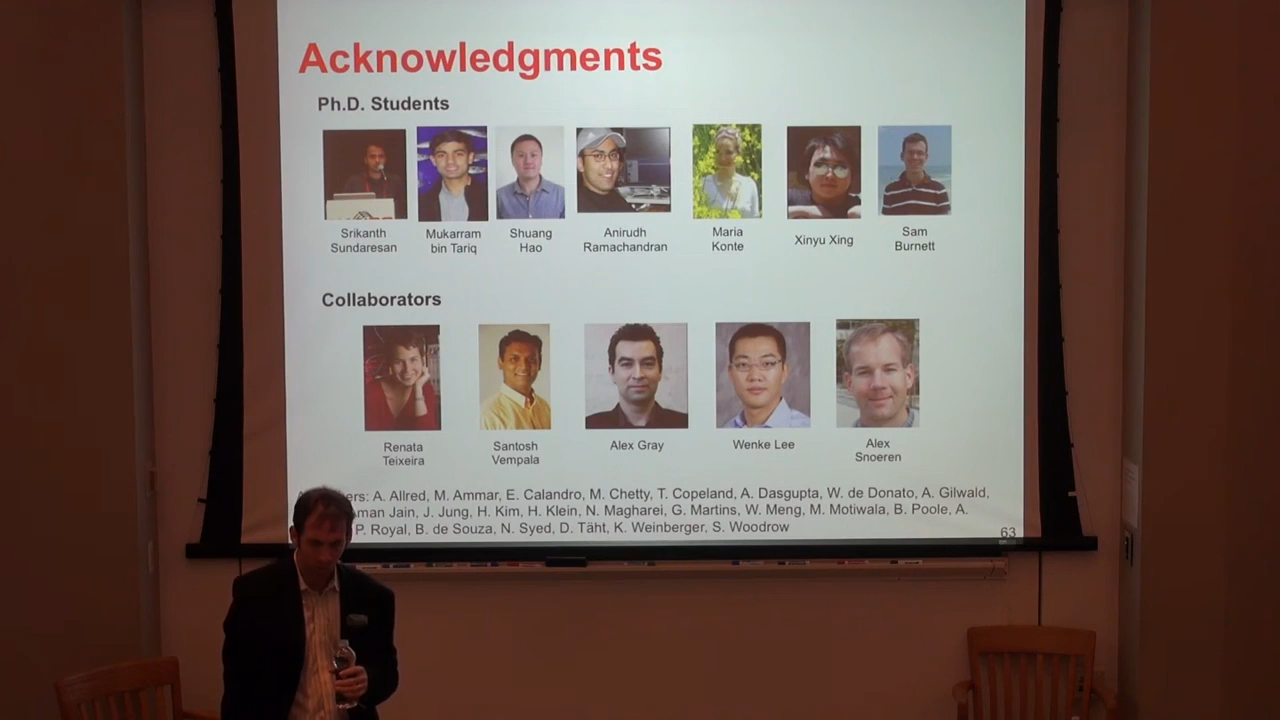 Acknowledgments
Ph.D. Students
Srikanth
Sundaresan
Mukarram
bin Tariq
Shuang
Hao
Anirudh
Ramachandran
Maria
Konte
Xinyu Xing
Sam
Burnett
Collaborators
Renata
Teixeira
Santosh
Vempala
Alex Gray
Wenke Lee
Alex
Snoeren
A. Allred, M. Ammar, E. Calandro, M. Chetty, T. Copeland, A. Dasgupta, W. de Donato, A. Gilwald,
Jain, J. Jung, H. Kim, H. Klein, N. Magharei, G. Martins, W. Meng, M. Motiwala, B. Poole, A.
P. Royal, B. de Souza, N. Syed, D. Täht, K. Weinberger, S. Woodrow
63